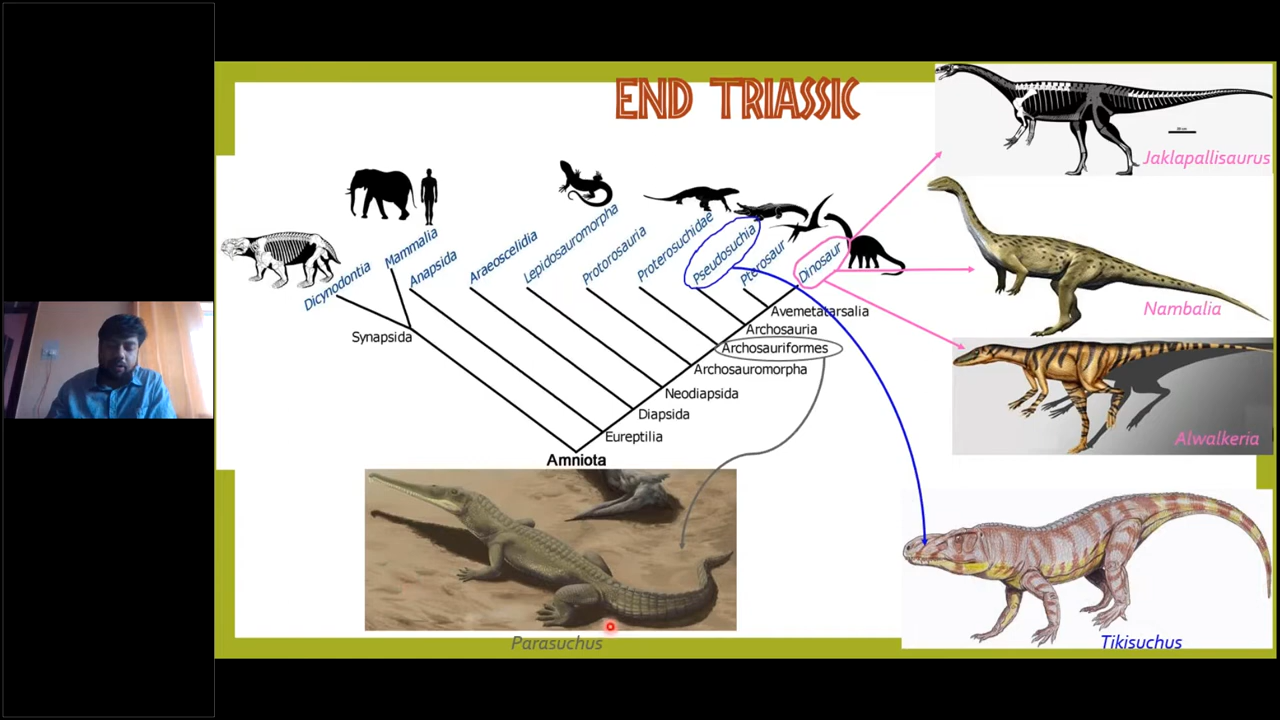 END TRIASSIC
Jaklapallisaurus
Nambalia
Alwalkeria
Tikisuchus
Parasuchus
Dicynodontia
Mammalia
Anapsida
Araeoscelidia
Lepidosauromorpha
Protorosauria
Proterosuchidae
Pseudosuchia
Pterosaur
Dinosaur
Synapsida
Avemetatarsalia
Archosauria
Archosauriformes
Archosauromorpha
Neodiapsida
Diapsida
Eureptilia
Amniota